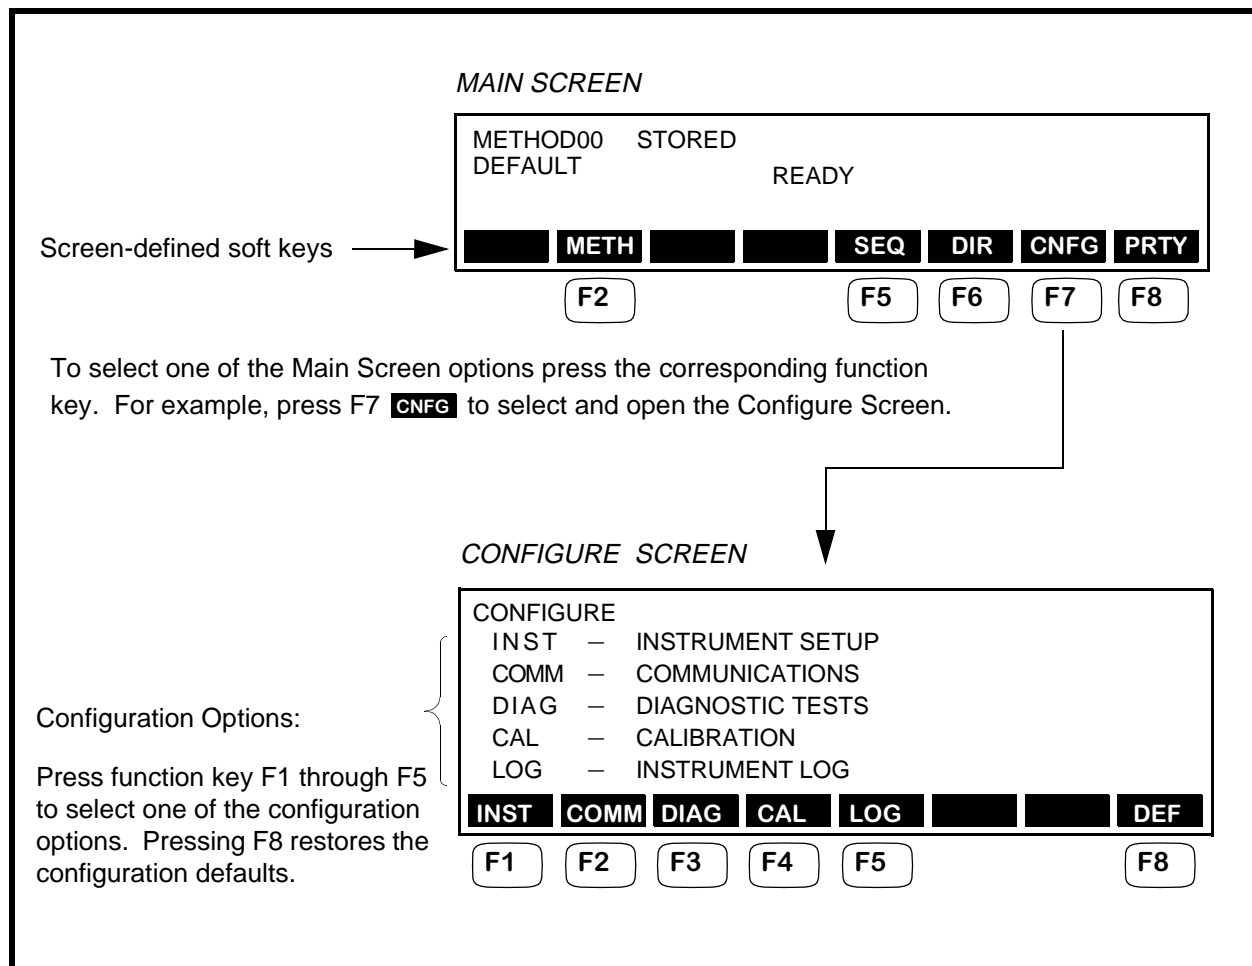 MAIN SCREEN
METHOD00 STORED
DEFAULT
READY
Screen-defined soft keys
METH SEQ DIR CNFG PRTY
F2 F5 F6 F7 F8
To select one of the Main Screen options press the corresponding function
key. For example, press F7 CNFG to select and open the Configure Screen.
CONFIGURE SCREEN
CONFIGURE
INST – INSTRUMENT SETUP
COMM – COMMUNICATIONS
DIAG – DIAGNOSTIC TESTS
CAL – CALIBRATION
LOG – INSTRUMENT LOG
Configuration Options:
Press function key F1 through F5
to select one of the configuration
options. Pressing F8 restores the
configuration defaults.
INST COMM DIAG CAL LOG DEF
F1 F2 F3 F4 F5 F8